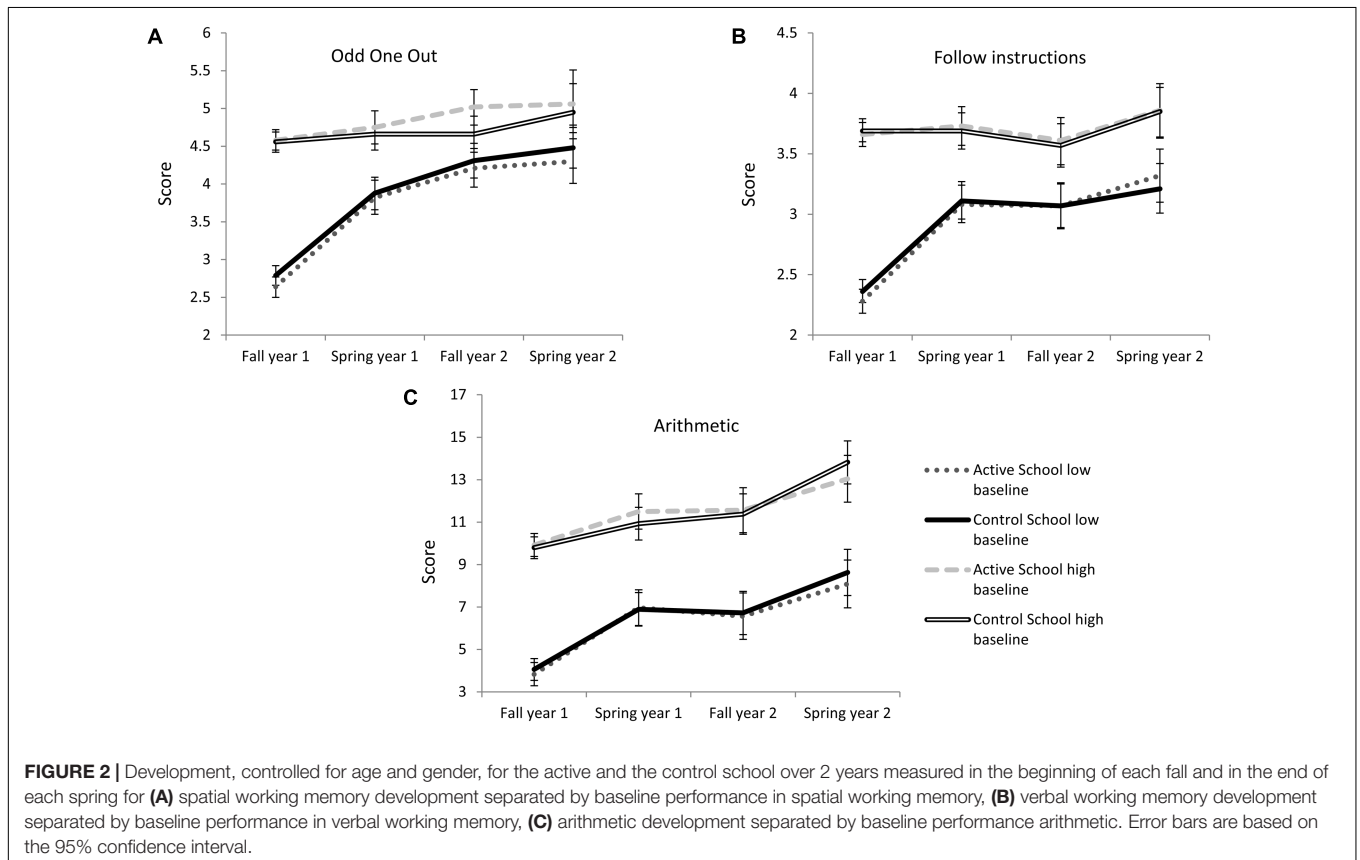 A
Odd One Out
6
5.5
5
4.5
4
3.5
3
2.5
2
Score
Fall year 1 Spring year 1 Fall year 2 Spring year 2
B
Follow instructions
4.5
4
3.5
3
2.5
2
Score
Fall year 1 Spring year 1 Fall year 2 Spring year 2
C
Arithmetic
17
15
13
11
9
7
5
3
Score
Fall year 1 Spring year 1 Fall year 2 Spring year 2
Active School low
baseline
Control School low
baseline
Active School high
baseline
Control School high
baseline
FIGURE 2 | Development, controlled for age and gender, for the active and the control school over 2 years measured in the beginning of each fall and in the end of
each spring for (A) spatial working memory development separated by baseline performance in spatial working memory, (B) verbal working memory development
separated by baseline performance in verbal working memory, (C) arithmetic development separated by baseline performance arithmetic. Error bars are based on
the 95% confidence interval.